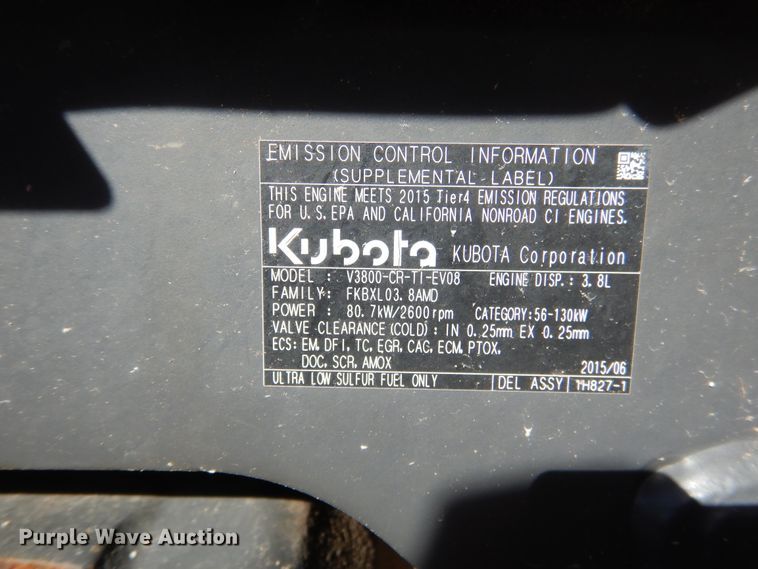 EMISSION CONTROL INFORMATION
(SUPPLEMENTAL LABEL)
THIS ENGINE MEETS 2015 Tier4 EMISSION REGULATIONS
FOR U.S.EPA AND CALIFORNIA NONROAD CI ENGINES.
Kubota KUBOTA Corporation
MODEL : V3800-CR-TI-EV08 ENGINE DISP.: 3.8L
FAMILY: FKBXL03.8AMD
POWER : 80.7kW/2600rpm CATEGORY:56-130kW
VALVE CLEARANCE(COLD): IN 0.25mm EX 0.25mm
ECS: EM, DFI, TC, EGR, CAC, ECM, PTOX,
DOC, SCR, AMOX 2015/06
ULTRA LOW SULFUR FUEL ONLY DEL ASSY 1H827-1
Purple Wave Auction